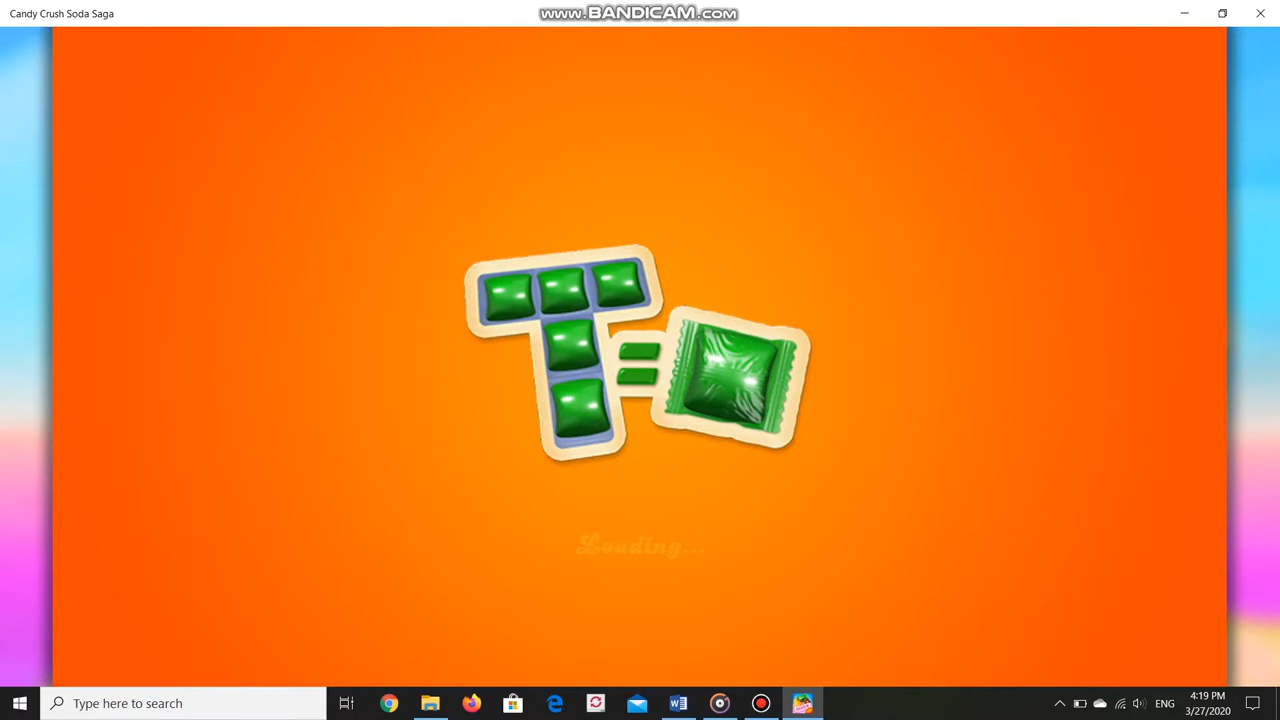 Candy Crush Soda Saga
WWW.BANDICAM.COM
Loading...
Type here to search
ENG
4:19 PM
3/27/2020